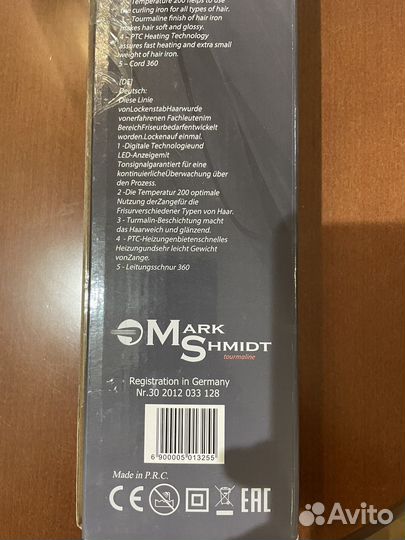 Temperature 200 helps to use
the curling iron for all types of hair.
Tourmaline finish of hair iron
makes hair soft and glossy.
4 – PTC Heating Technology
assures fast heating and extra small
weight of hair iron.
5 – Cord 360
[DE]
Deutsch:
Diese Linie
vonLockenstabHaarwurde
vonerfahrenen Fachleutenim
BereichFriseurbedarfentwickelt
worden.Lockenauf einmal.
1 -Digitale Technologieund
LED-Anzeigemit
Tonsignalgarantiert für eine
kontinuierlicheÜberwachung über
den Prozess.
2 -Die Temperatur 200 optimale
Nutzung derZangefür die
Frisurverschiedener Typen von Haar.
3 - Turmalin-Beschichtung macht
das Haarweich und glänzend.
4 - PTC-Heizungenbietenschnelles
Heizungundsehr leicht Gewicht
vonZange.
5 - Leitungsschnur 360
MARK
SHMIDT
tourmaline
Registration in Germany
Nr.30 2012 033 128
6 900005 013255
Made in P.R.C.
CE
EAC
Avito